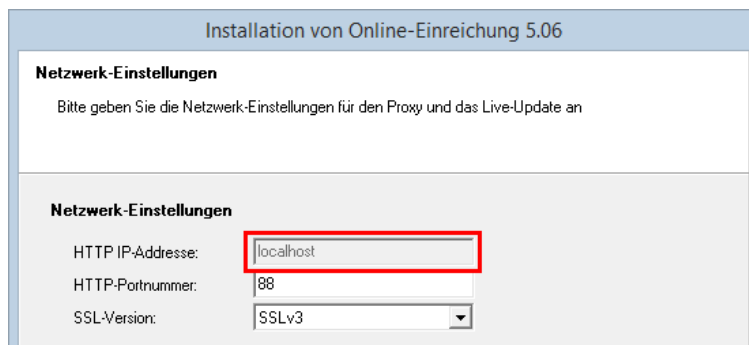 Installation von Online-Einreichung 5.06
Netzwerk-Einstellungen
Bitte geben Sie die Netzwerk-Einstellungen für den Proxy und das Live-Update an
Netzwerk-Einstellungen
HTTP IP-Addresse: localhost
HTTP-Portnummer: 88
SSL-Version: SSLv3